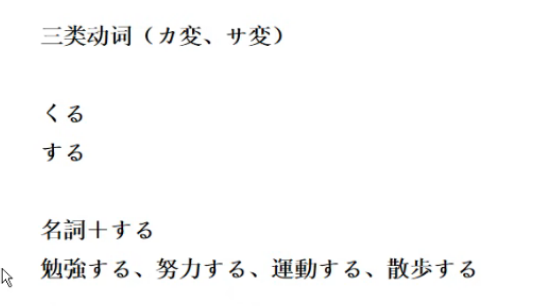 三类动词（カ変、サ変）
くる
する
名詞＋する
勉強する、努力する、運動する、散歩する